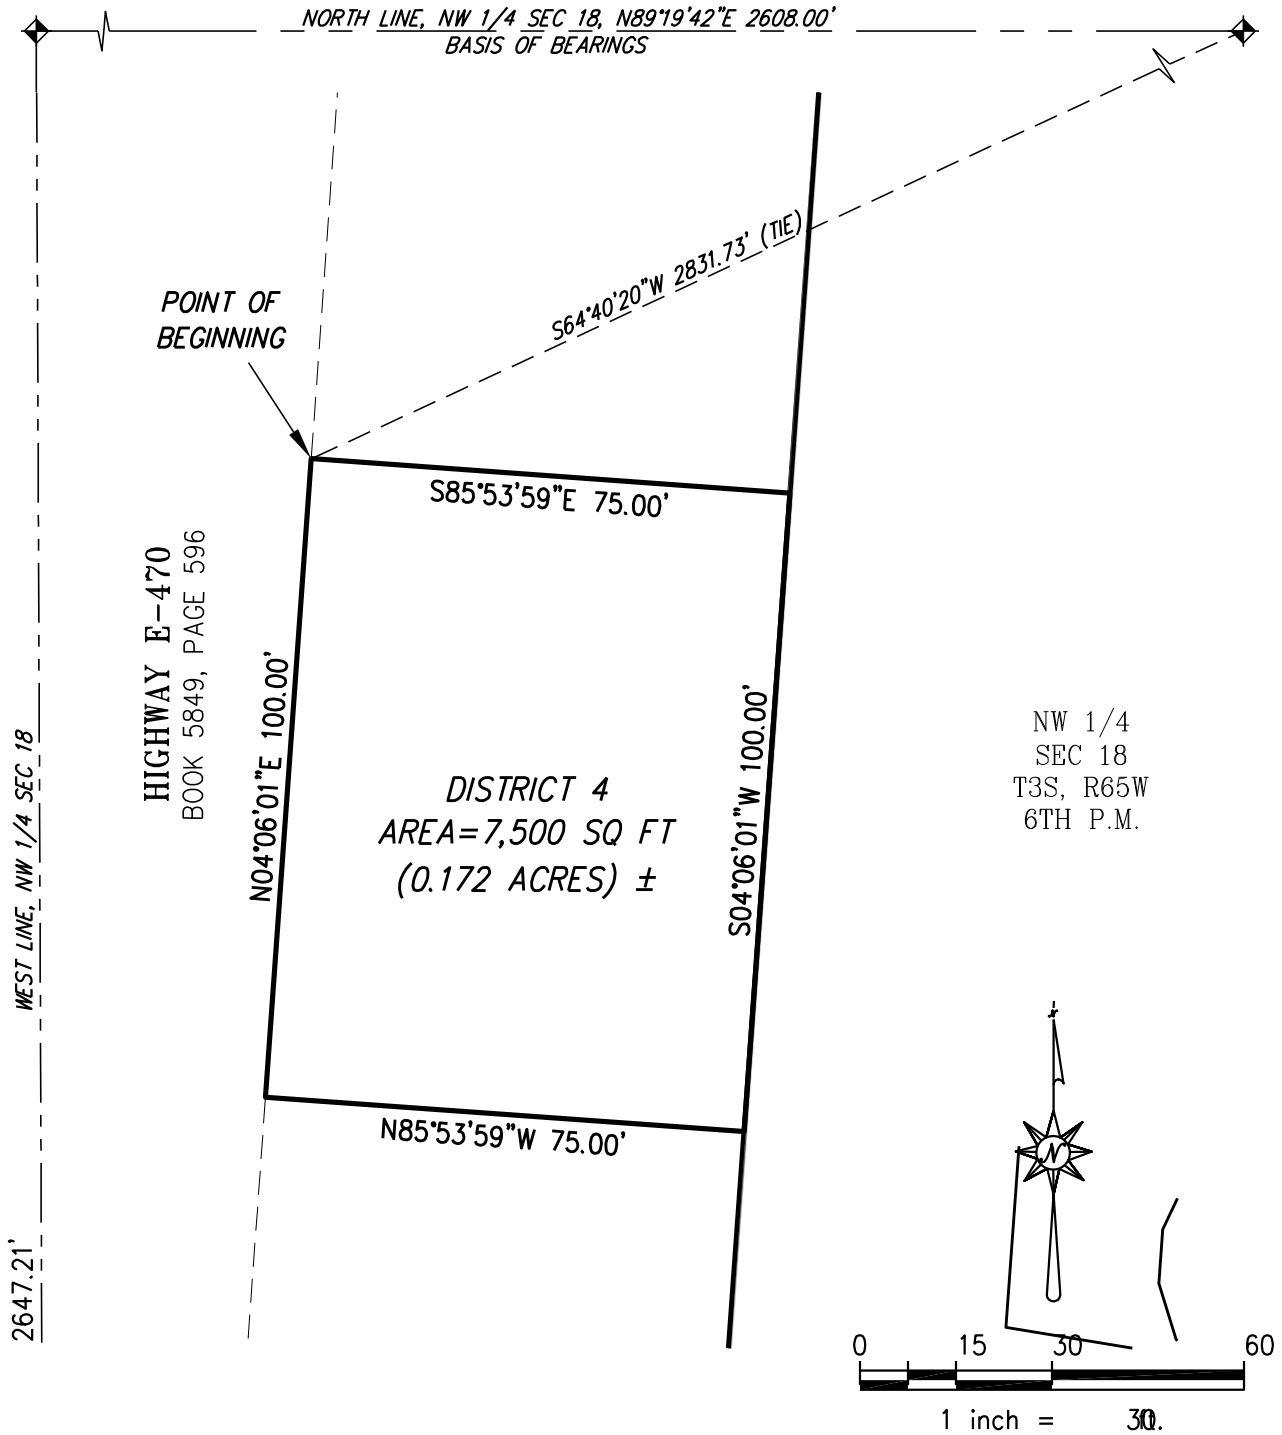 NORTH LINE, NW 1/4 SEC 18, N89°19'42"E 2608.00'
BASIS OF BEARINGS
S64°40'20"W 2831.73' (TIE)
POINT OF
BEGINNING
S85°53'59"E 75.00'
HIGHWAY E-470
BOOK 5849, PAGE 596
N04°06'01"E 100.00'
S04°06'01"W 100.00'
DISTRICT 4
AREA=7,500 SQ FT
(0.172 ACRES) ±
NW 1/4
SEC 18
T3S, R65W
6TH P.M.
WEST LINE, NW 1/4 SEC 18
2647.21'
N85°53'59"W 75.00'
N
0 15 30 60
1 inch = 30 ft.